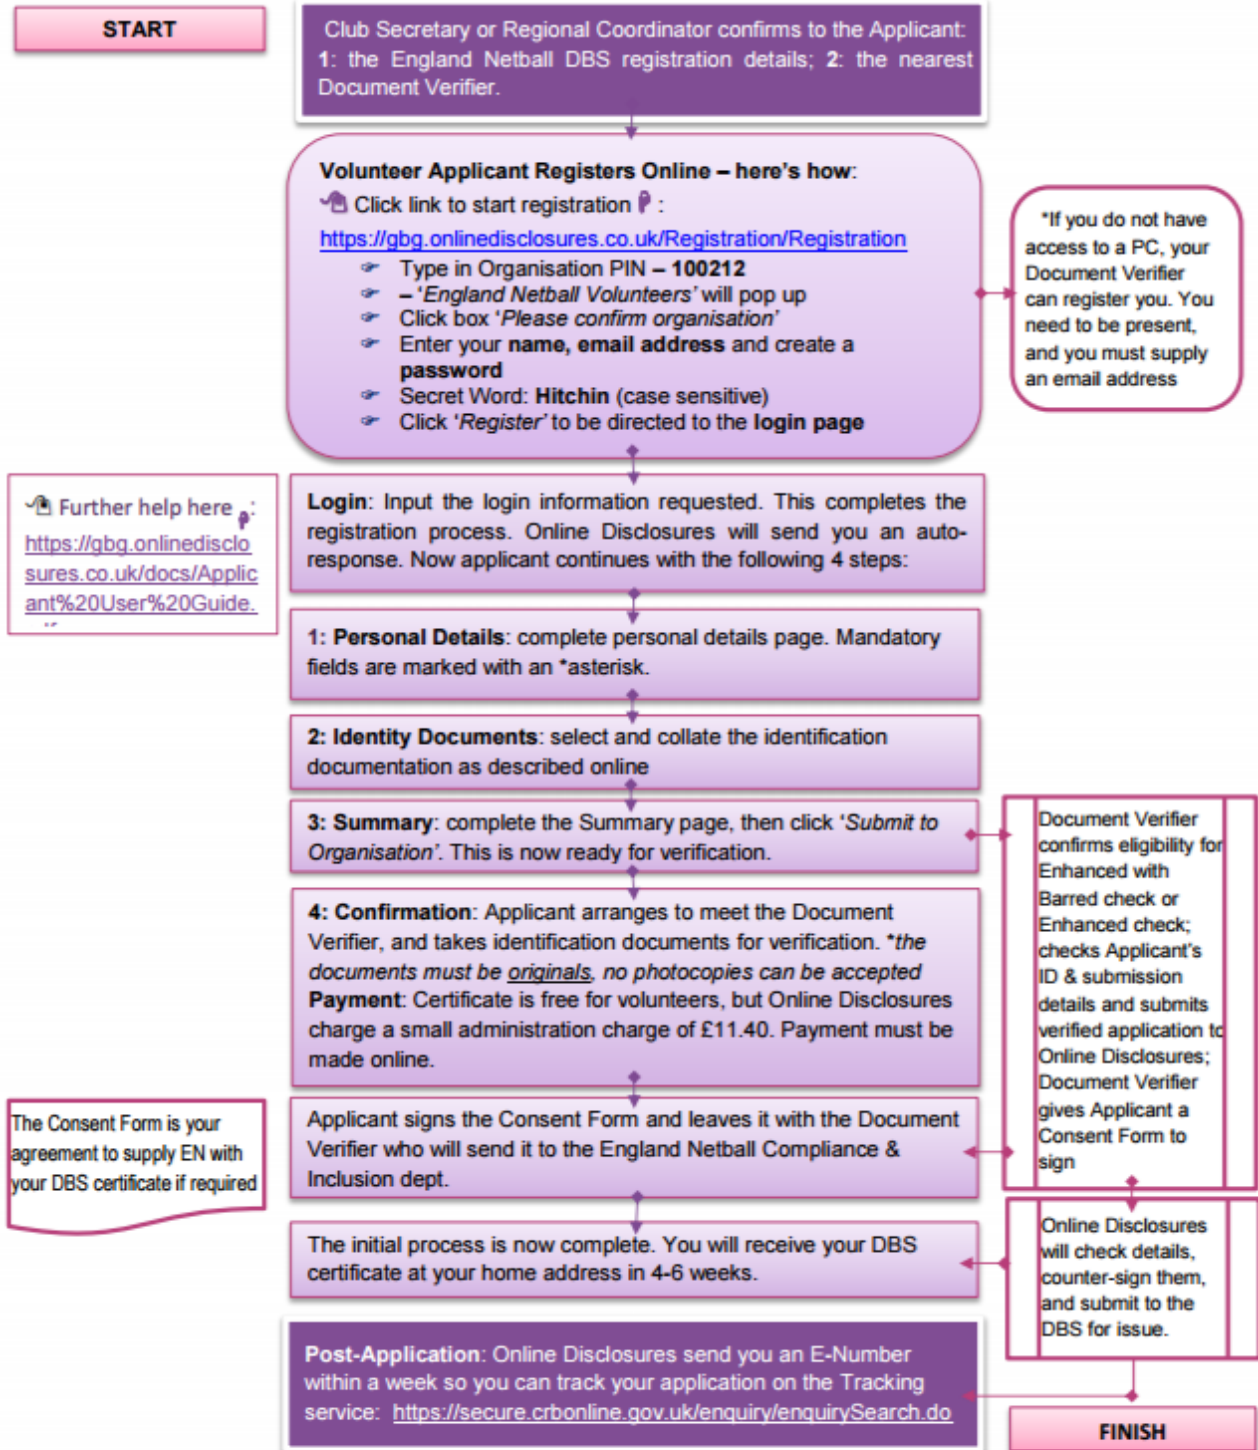 START
Club Secretary or Regional Coordinator confirms to the Applicant:
1: the England Netball DBS registration details; 2: the nearest
Document Verifier.
Volunteer Applicant Registers Online – here's how:
Click link to start registration :
https://gbg.onlinedisclosures.co.uk/Registration/Registration
Type in Organisation PIN – 100212
– 'England Netball Volunteers' will pop up
Click box 'Please confirm organisation'
Enter your name, email address and create a
password
Secret Word: Hitchin (case sensitive)
Click 'Register' to be directed to the login page
*If you do not have
access to a PC, your
Document Verifier
can register you. You
need to be present,
and you must supply
an email address
Further help here :
https://gbg.onlinedisclo
sures.co.uk/docs/Applic
ant%20User%20Guide.
Login: Input the login information requested. This completes the
registration process. Online Disclosures will send you an auto-
response. Now applicant continues with the following 4 steps:
1: Personal Details: complete personal details page. Mandatory
fields are marked with an *asterisk.
2: Identity Documents: select and collate the identification
documentation as described online
3: Summary: complete the Summary page, then click 'Submit to
Organisation'. This is now ready for verification.
4: Confirmation: Applicant arranges to meet the Document
Verifier, and takes identification documents for verification. *the
documents must be originals, no photocopies can be accepted
Payment: Certificate is free for volunteers, but Online Disclosures
charge a small administration charge of £11.40. Payment must be
made online.
Document Verifier
confirms eligibility for
Enhanced with
Barred check or
Enhanced check;
checks Applicant's
ID & submission
details and submits
verified application to
Online Disclosures;
Document Verifier
gives Applicant a
Consent Form to
sign
The Consent Form is your
agreement to supply EN with
your DBS certificate if required
Applicant signs the Consent Form and leaves it with the Document
Verifier who will send it to the England Netball Compliance &
Inclusion dept.
Online Disclosures
will check details,
counter-sign them,
and submit to the
DBS for issue.
The initial process is now complete. You will receive your DBS
certificate at your home address in 4-6 weeks.
Post-Application: Online Disclosures send you an E-Number
within a week so you can track your application on the Tracking
service: https://secure.crbonline.gov.uk/enquiry/enquirySearch.do
FINISH